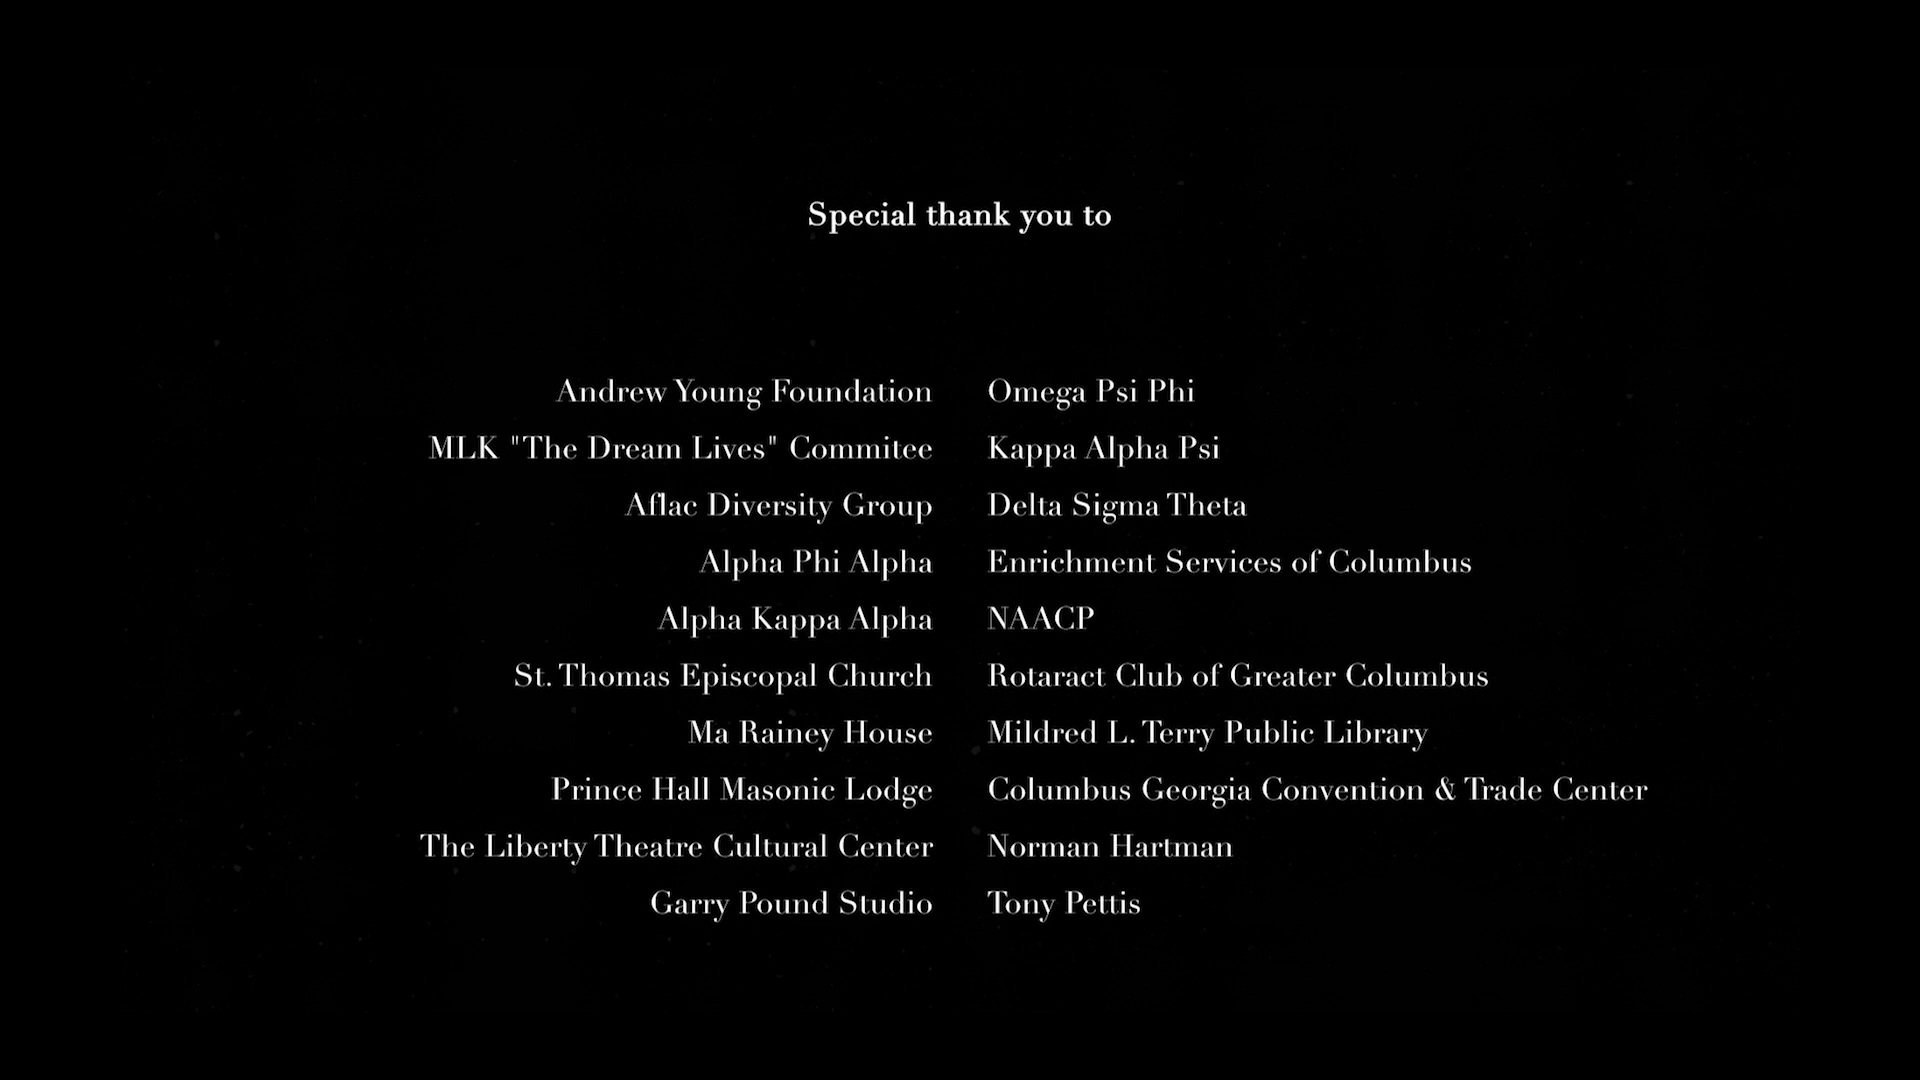 Special thank you to
Andrew Young Foundation
MLK "The Dream Lives" Commitee
Aflac Diversity Group
Alpha Phi Alpha
Alpha Kappa Alpha
St. Thomas Episcopal Church
Ma Rainey House
Prince Hall Masonic Lodge
The Liberty Theatre Cultural Center
Garry Pound Studio
Omega Psi Phi
Kappa Alpha Psi
Delta Sigma Theta
Enrichment Services of Columbus
NAACP
Rotaract Club of Greater Columbus
Mildred L. Terry Public Library
Columbus Georgia Convention & Trade Center
Norman Hartman
Tony Pettis